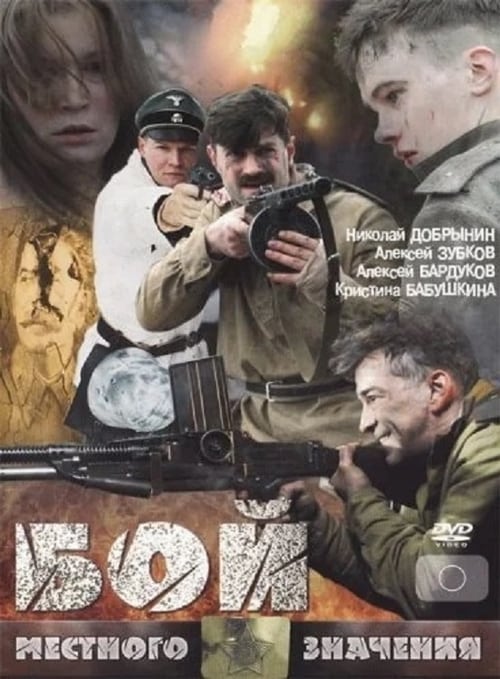 Николай ДОБРЫНИН
Алексей ЗУБКОВ
Алексей БАРДУКОВ
Кристина БАБУШКИНА
DVD
VIDEO
БОЙ
МЕСТНОГО ЗНАЧЕНИЯ